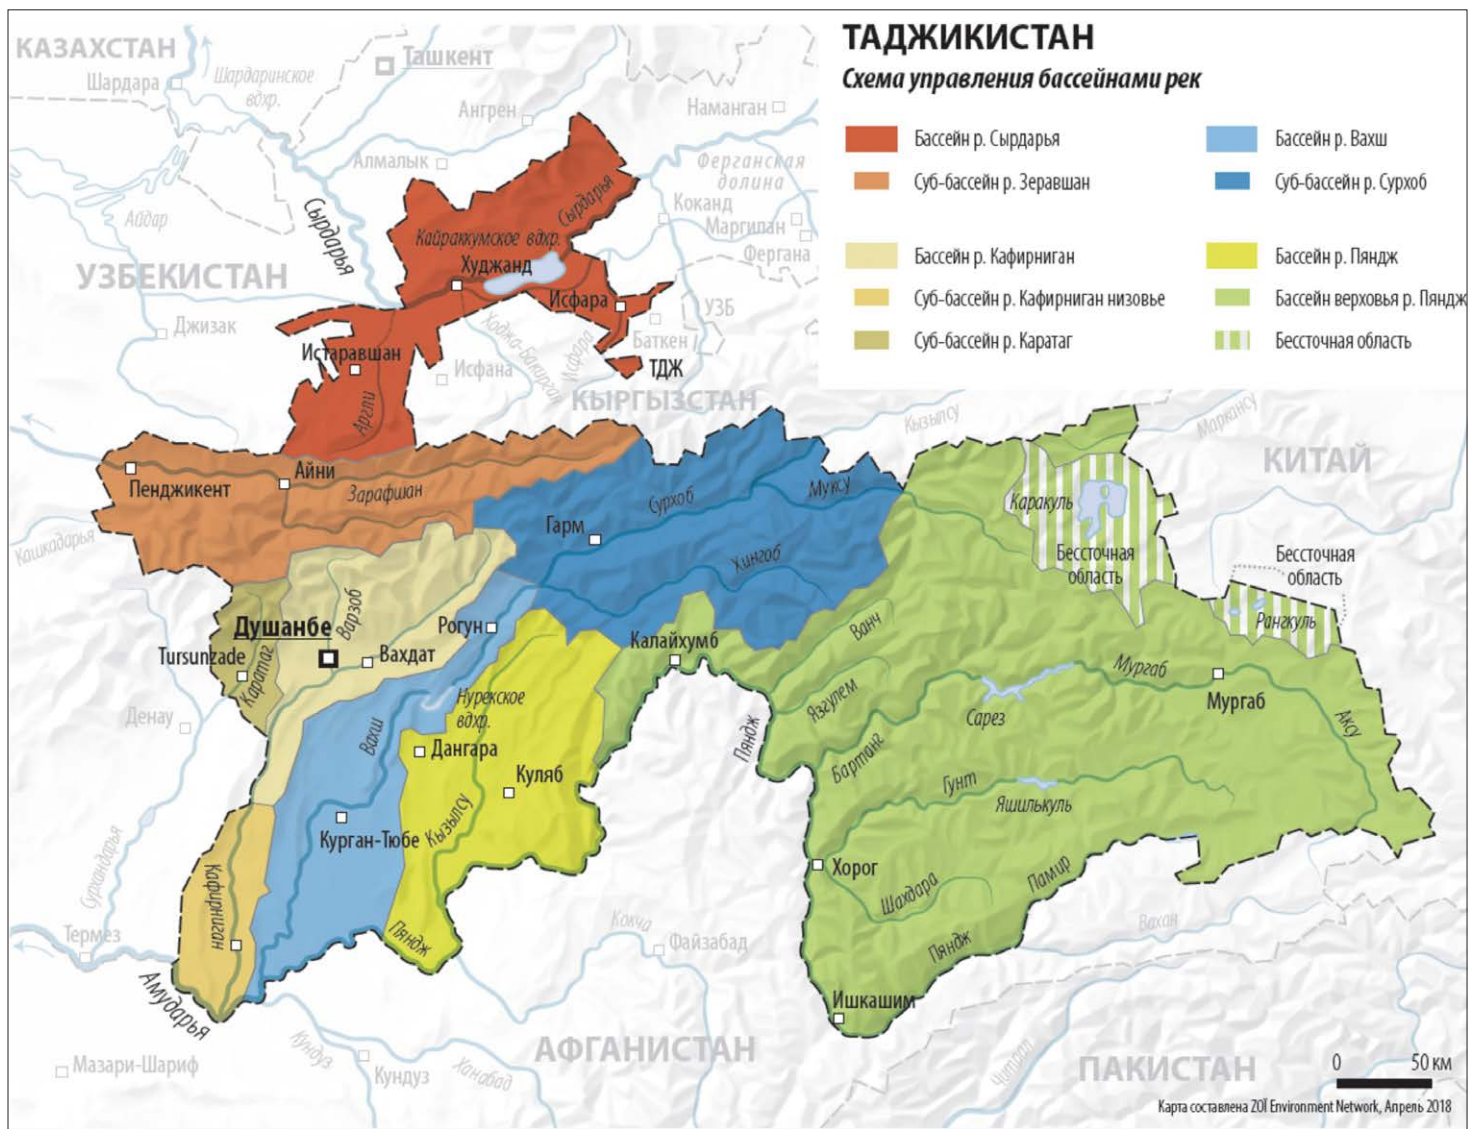 ТАДЖИКИСТАН
Схема управления бассейнами рек
Бассейн р. Сырдарья
Суб-бассейн р. Зеравшан
Бассейн р. Кафирниган
Суб-бассейн р. Кафирниган низовье
Суб-бассейн р. Каратаг
Бассейн р. Вахш
Суб-бассейн р. Сурхоб
Бассейн р. Пяндж
Бассейн верховья р. Пяндж
Бессточная область
КАЗАХСТАН
Ташкент
Шардара
Шардаринское
вдхр.
Ангрен
Наманган
Алмалык
Ферганская
долина
Сырдарья
Айдар
Сырдарья
Коканд
Маргилан
Фергана
Кайраккумское вдхр.
Худжанд
УЗБЕКИСТАН
Исфара
УЗБ
Джизак
Ходжа-Бакирган
Исфара
Баткен
Истаравшан
Исфана
ТДЖ
Аргли
КЫРГЫЗСТАН
Кызылсу
Маркансу
КИТАЙ
Айни
Пенджикент
Зарафшан
Сурхоб
Муксу
Каракуль
Гарм
Кашкадарья
Хингоб
Бессточная
область
Бессточная
область
Варзоб
Рангкуль
Душанбе
Рогун
Ванч
Калайхумб
Tursunzade
Вахдат
Каратаг
Мургаб
Мургаб
Нурекское
вдхр.
Язгулем
Сарез
Денау
Вахш
Пяндж
Аксу
Дангара
Бартанг
Куляб
Гунт
Яшилькуль
Кызылсу
Курган-Тюбе
Сурхандарья
Хорог
Памир
Шахдара
Кафирниган
Кокча
Вахан
Термез
Пяндж
Файзабад
Пяндж
Амударья
Ишкашим
Кундуз
АФГАНИСТАН
Читрал
ПАКИСТАН
Мазари-Шариф
Кундуз
Ханабад
0 50 км
Карта составлена ZOÏ Environment Network, Апрель 2018